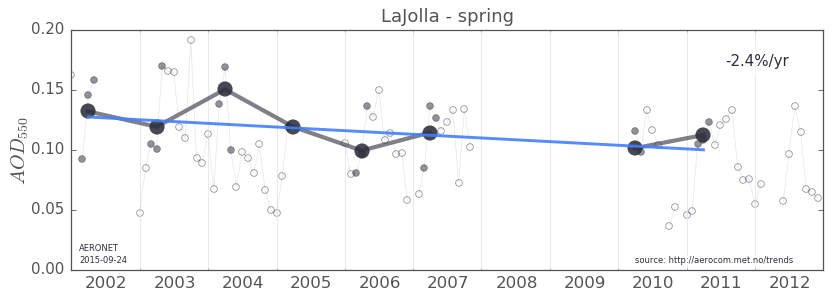 LaJolla - spring
-2.4%/yr
0.20
0.15
0.10
0.05
0.00
AOD550
AERONET
2015-09-24
source: http://aerocom.met.no/trends
2002 2003 2004 2005 2006 2007 2008 2009 2010 2011 2012